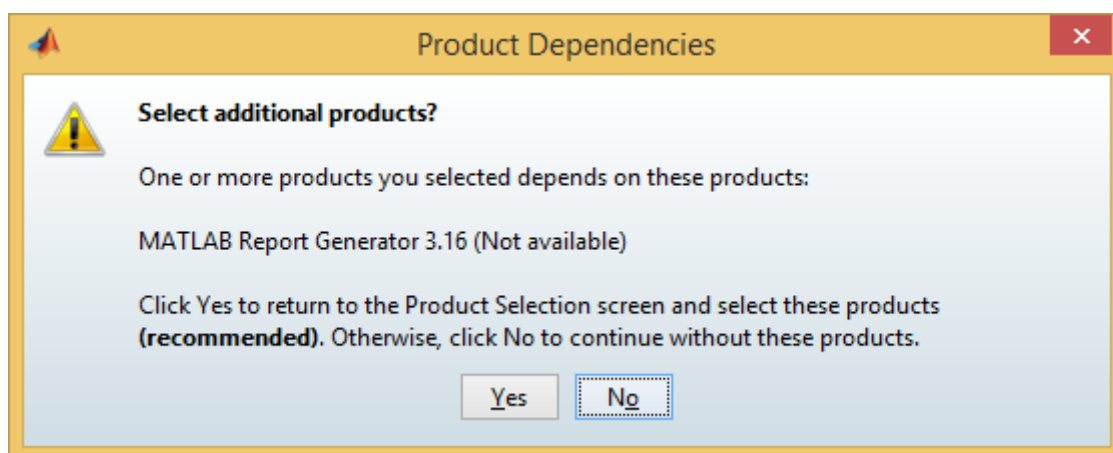 Product Dependencies
Select additional products?
One or more products you selected depends on these products:
MATLAB Report Generator 3.16 (Not available)
Click Yes to return to the Product Selection screen and select these products
(recommended). Otherwise, click No to continue without these products.
Yes No